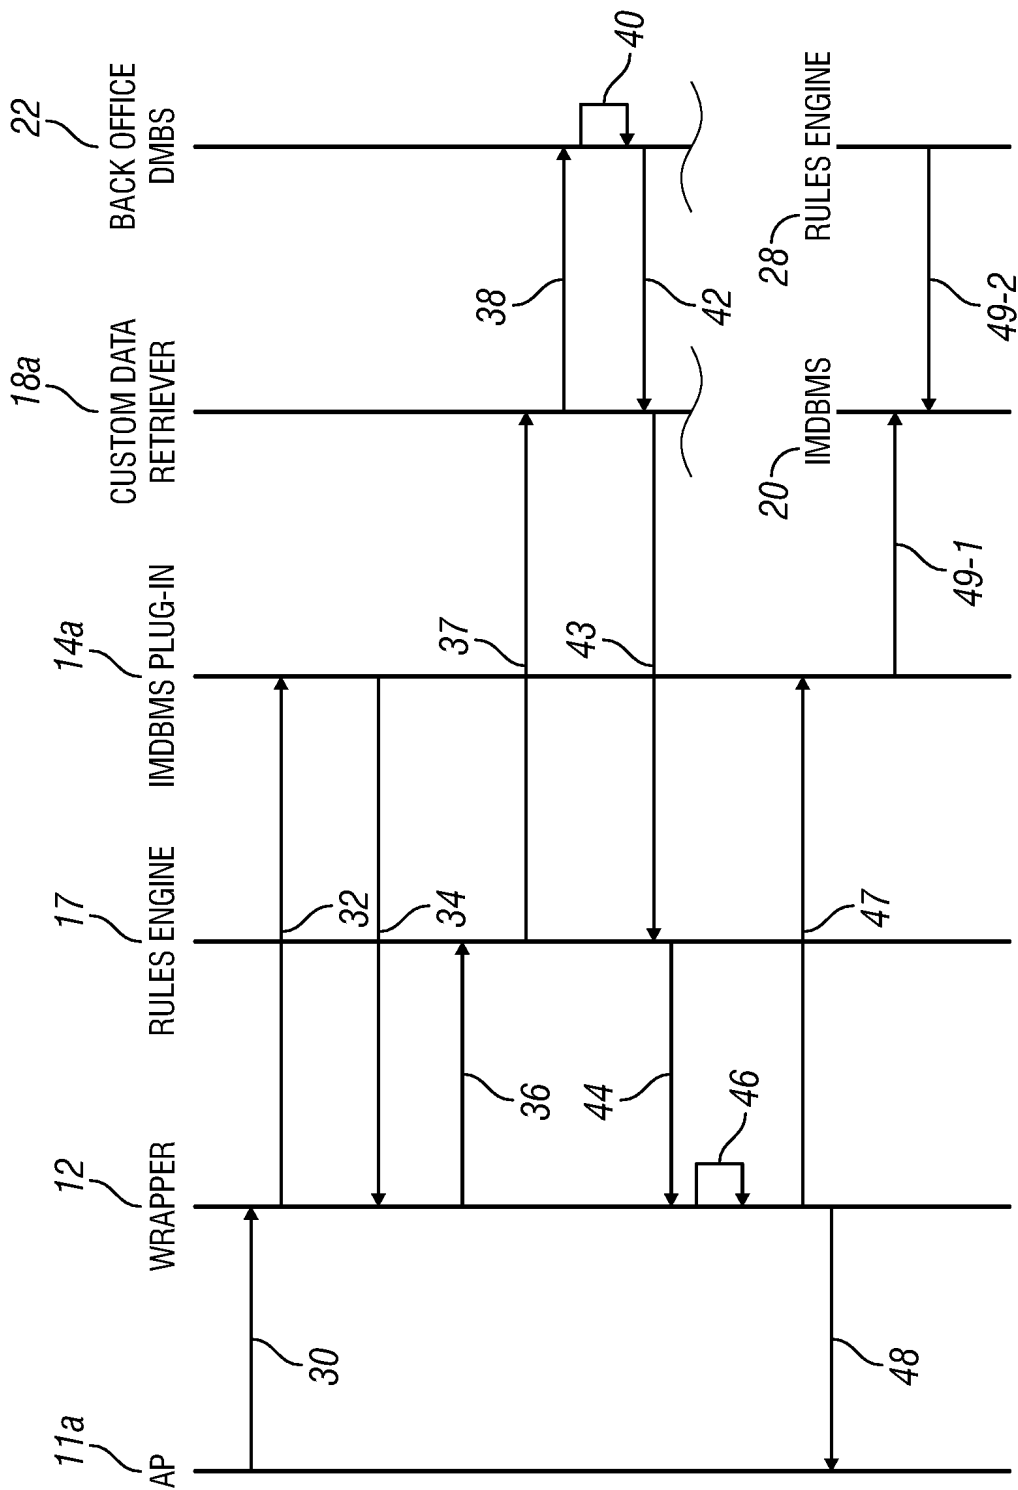 11a
AP
12
WRAPPER
17
RULES ENGINE
14a
IMDBMS PLUG-IN
18a
CUSTOM DATA
RETRIEVER
22
BACK OFFICE
DMBS
30
32
34
36
37
38
40
42
43
44
46
47
48
20
IMDBMS
28
RULES ENGINE
49-1
49-2